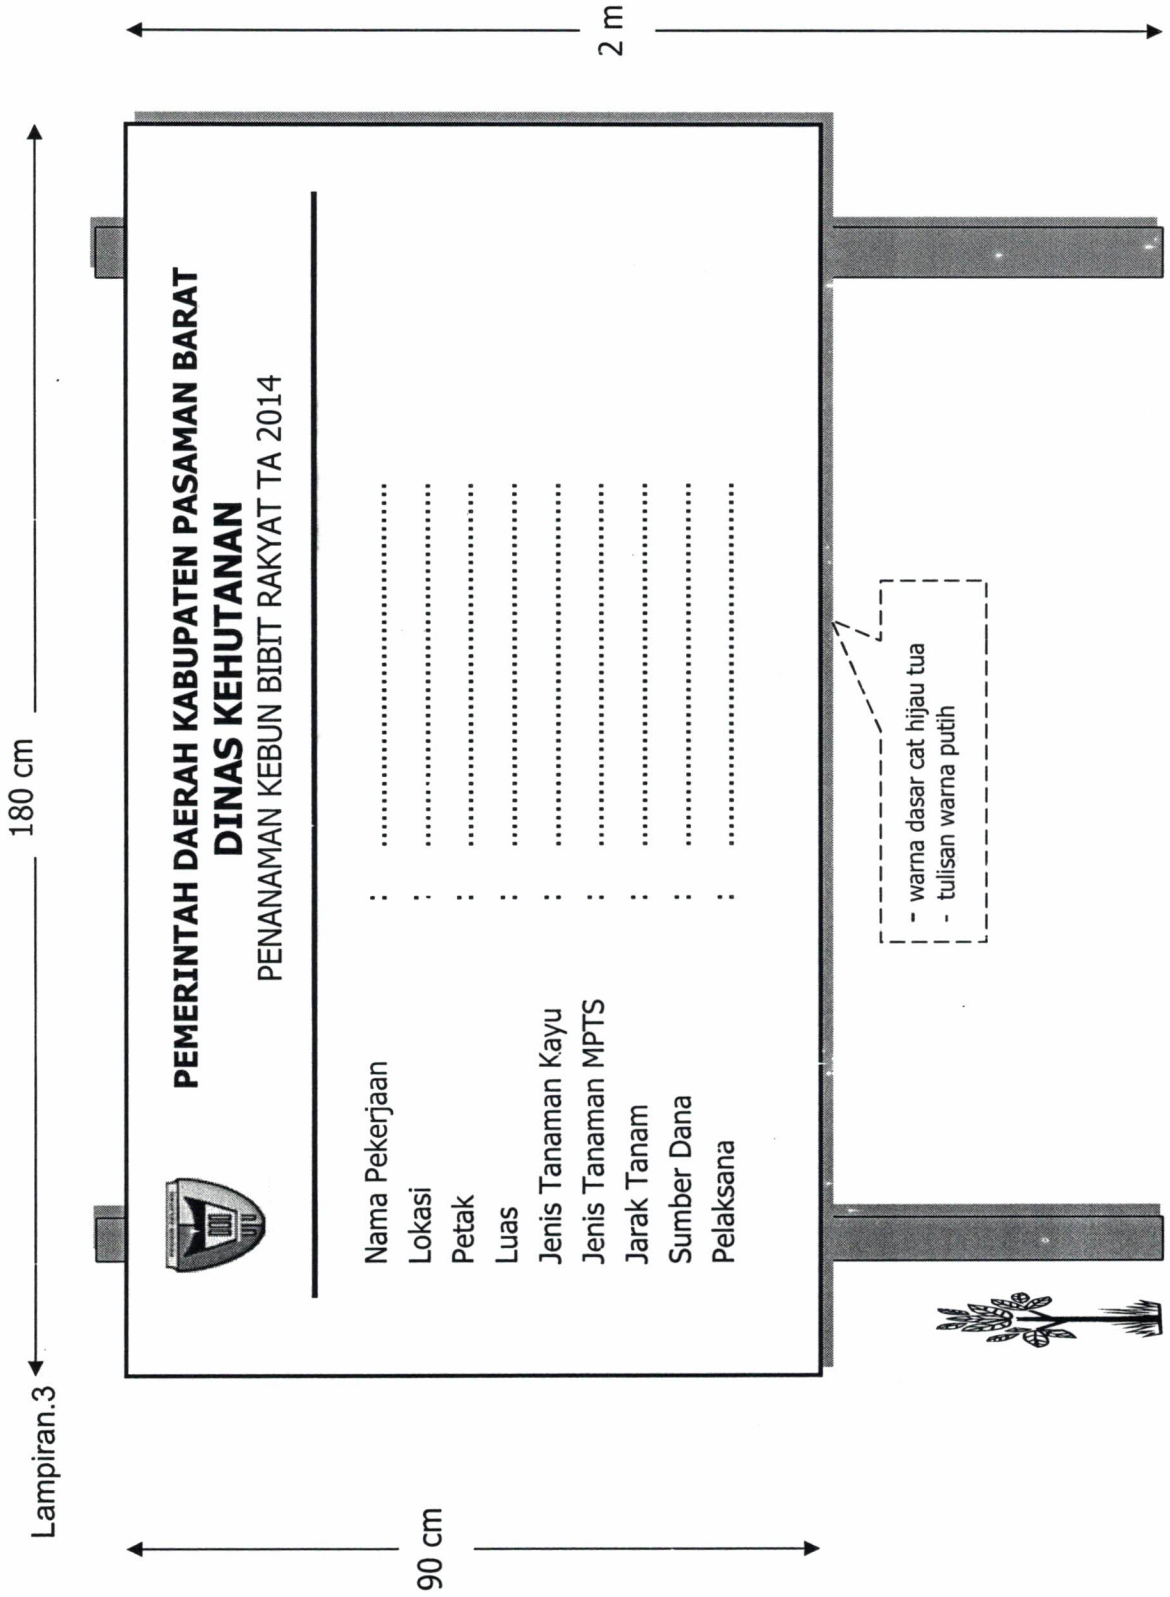 Lampiran.3
180 cm
2 m
90 cm
PEMERINTAH DAERAH KABUPATEN PASAMAN BARAT
DINAS KEHUTANAN
PENANAMAN KEBUN BIBIT RAKYAT TA 2014
Nama Pekerjaan : ..........................................
Lokasi : ..........................................
Petak : ..........................................
Luas : ..........................................
Jenis Tanaman Kayu : ..........................................
Jenis Tanaman MPTS : ..........................................
Jarak Tanam : ..........................................
Sumber Dana : ..........................................
Pelaksana : ..........................................
- warna dasar cat hijau tua
- tulisan warna putih